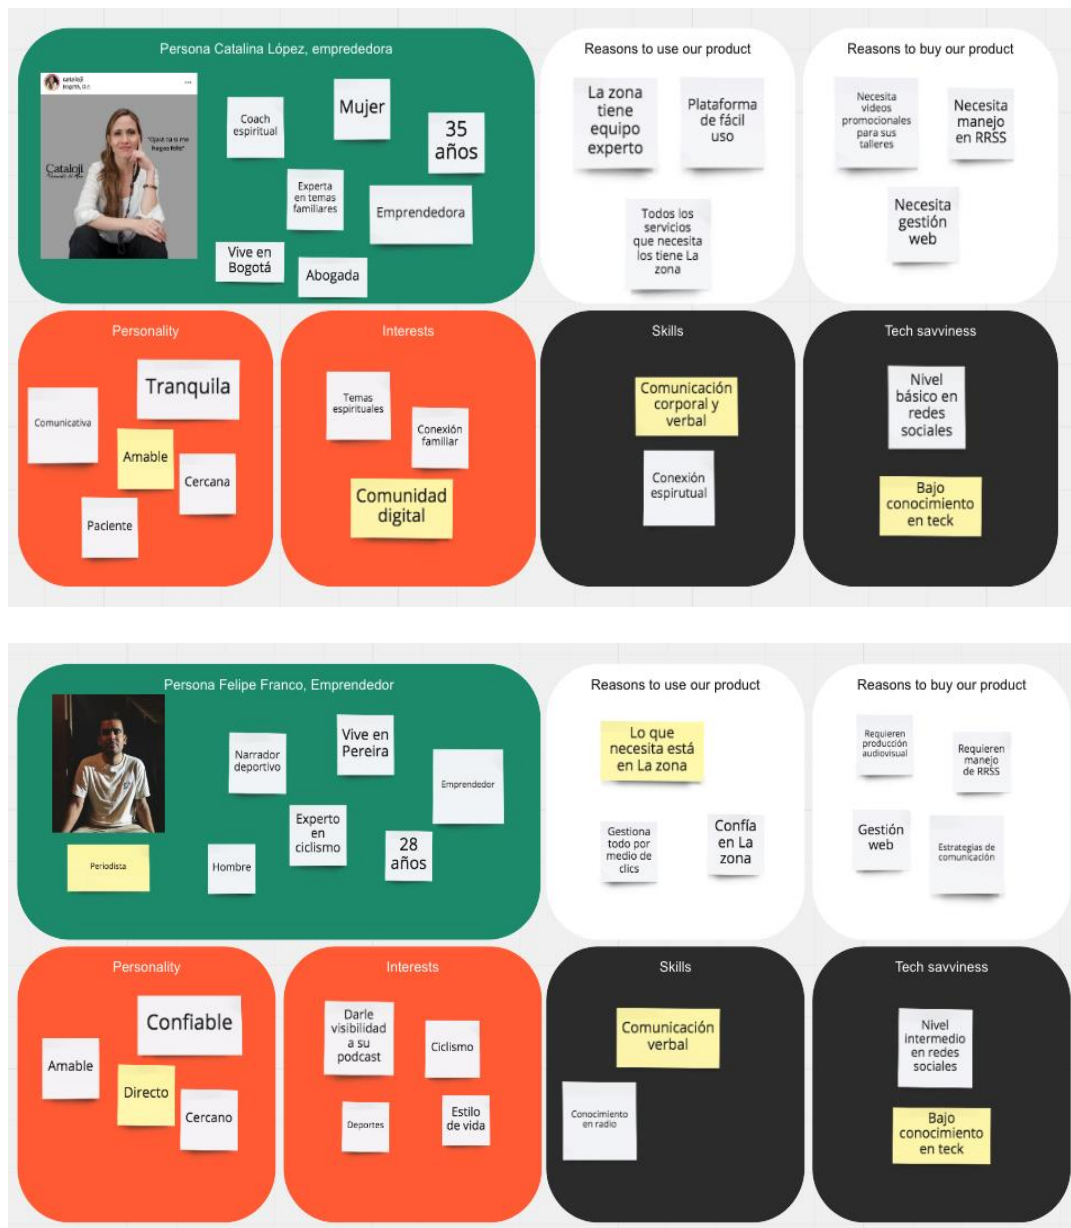 Persona Catalina López, empredeedora
cataloji
Bogotá, D.C.
Cataloji
Coach
espiritual
Mujer
35
años
Experta
en temas
familiares
Emprendedora
Vive en
Bogotá
Abogada
Reasons to use our product
La zona
tiene
equipo
experto
Plataforma
de fácil
uso
Todos los
servicios
que necesita
los tiene La
zona
Reasons to buy our product
Necesita
videos
promocionales
para sus
talleres
Necesita
manejo
en RRSS
Necesita
gestión
web
Personality
Tranquila
Comunicativa
Amable
Cercana
Paciente
Interests
Temas
espirituales
Conexión
familiar
Comunidad
digital
Skills
Comunicación
corporal y
verbal
Conexión
espirutual
Tech savviness
Nivel
básico en
redes
sociales
Bajo
conocimiento
en teck
Persona Felipe Franco, Emprendedor
Narrador
deportivo
Vive en
Pereira
Emprendedor
Experto
en
ciclismo
28
años
Periodista
Hombre
Reasons to use our product
Lo que
necesita está
en La zona
Gestiona
todo por
medio de
clics
Confía
en La
zona
Reasons to buy our product
Requieren
producción
audiovisual
Requieren
manejo
de RRSS
Gestión
web
Estrategias de
comunicación
Personality
Confiable
Amable
Directo
Cercano
Interests
Darle
visibilidad
a su
podcast
Ciclismo
Deportes
Estilo
de vida
Skills
Comunicación
verbal
Conocimiento
en radio
Tech savviness
Nivel
intermedio
en redes
sociales
Bajo
conocimiento
en teck